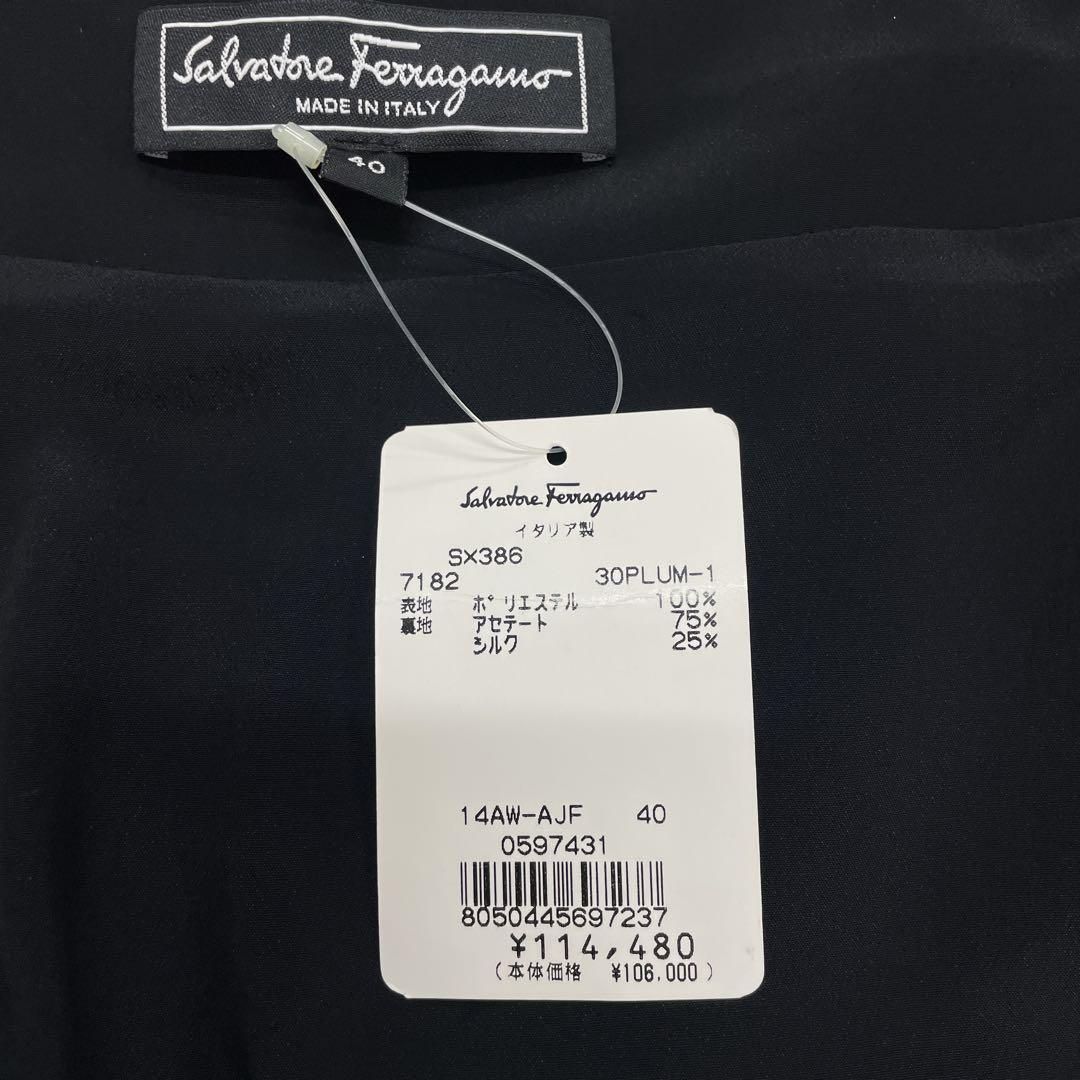 Salvatore Ferragamo
MADE IN ITALY
40
Salvatore Ferragamo
イタリア製
SX386
7182 30PLUM-1
表地 ポリエステル 100%
裏地 アセテート 75%
シルク 25%
14AW-AJF 40
0597431
8050445697237
¥114,480
(本体価格 ¥106,000)